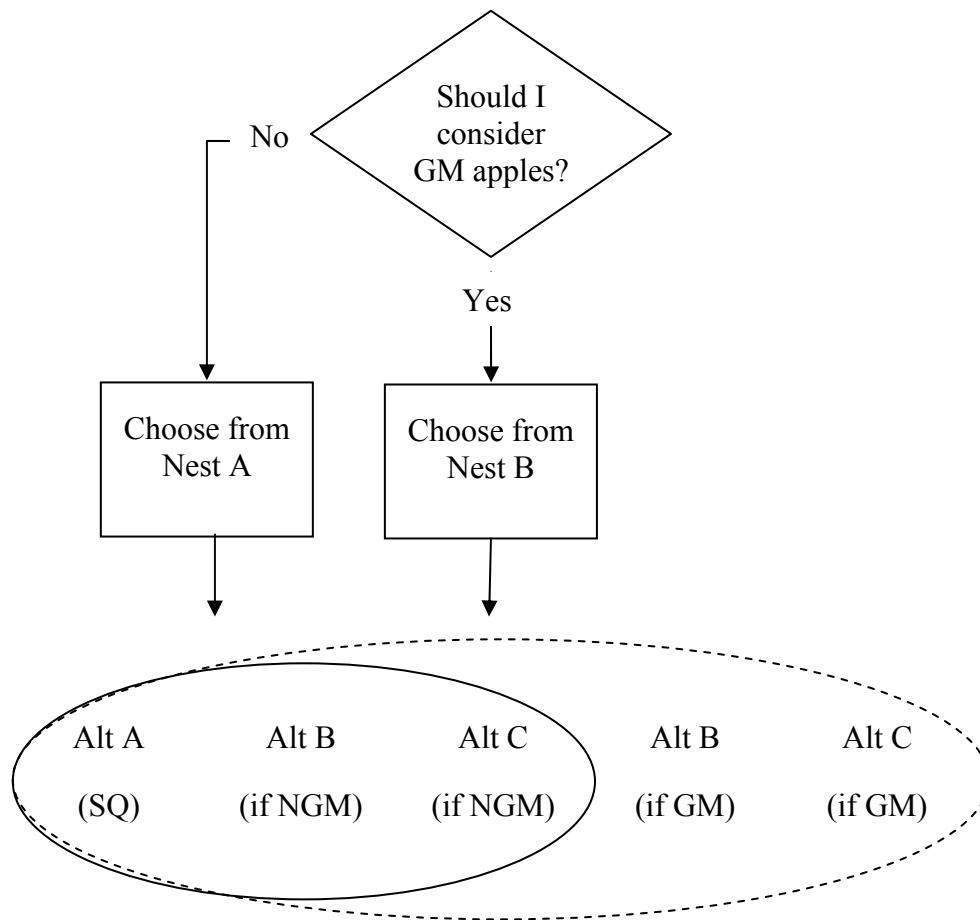 Should I
consider
GM apples?
No
Yes
Choose from
Nest A
Choose from
Nest B
Alt A
Alt B
Alt C
Alt B
Alt C
(SQ)
(if NGM)
(if NGM)
(if GM)
(if GM)